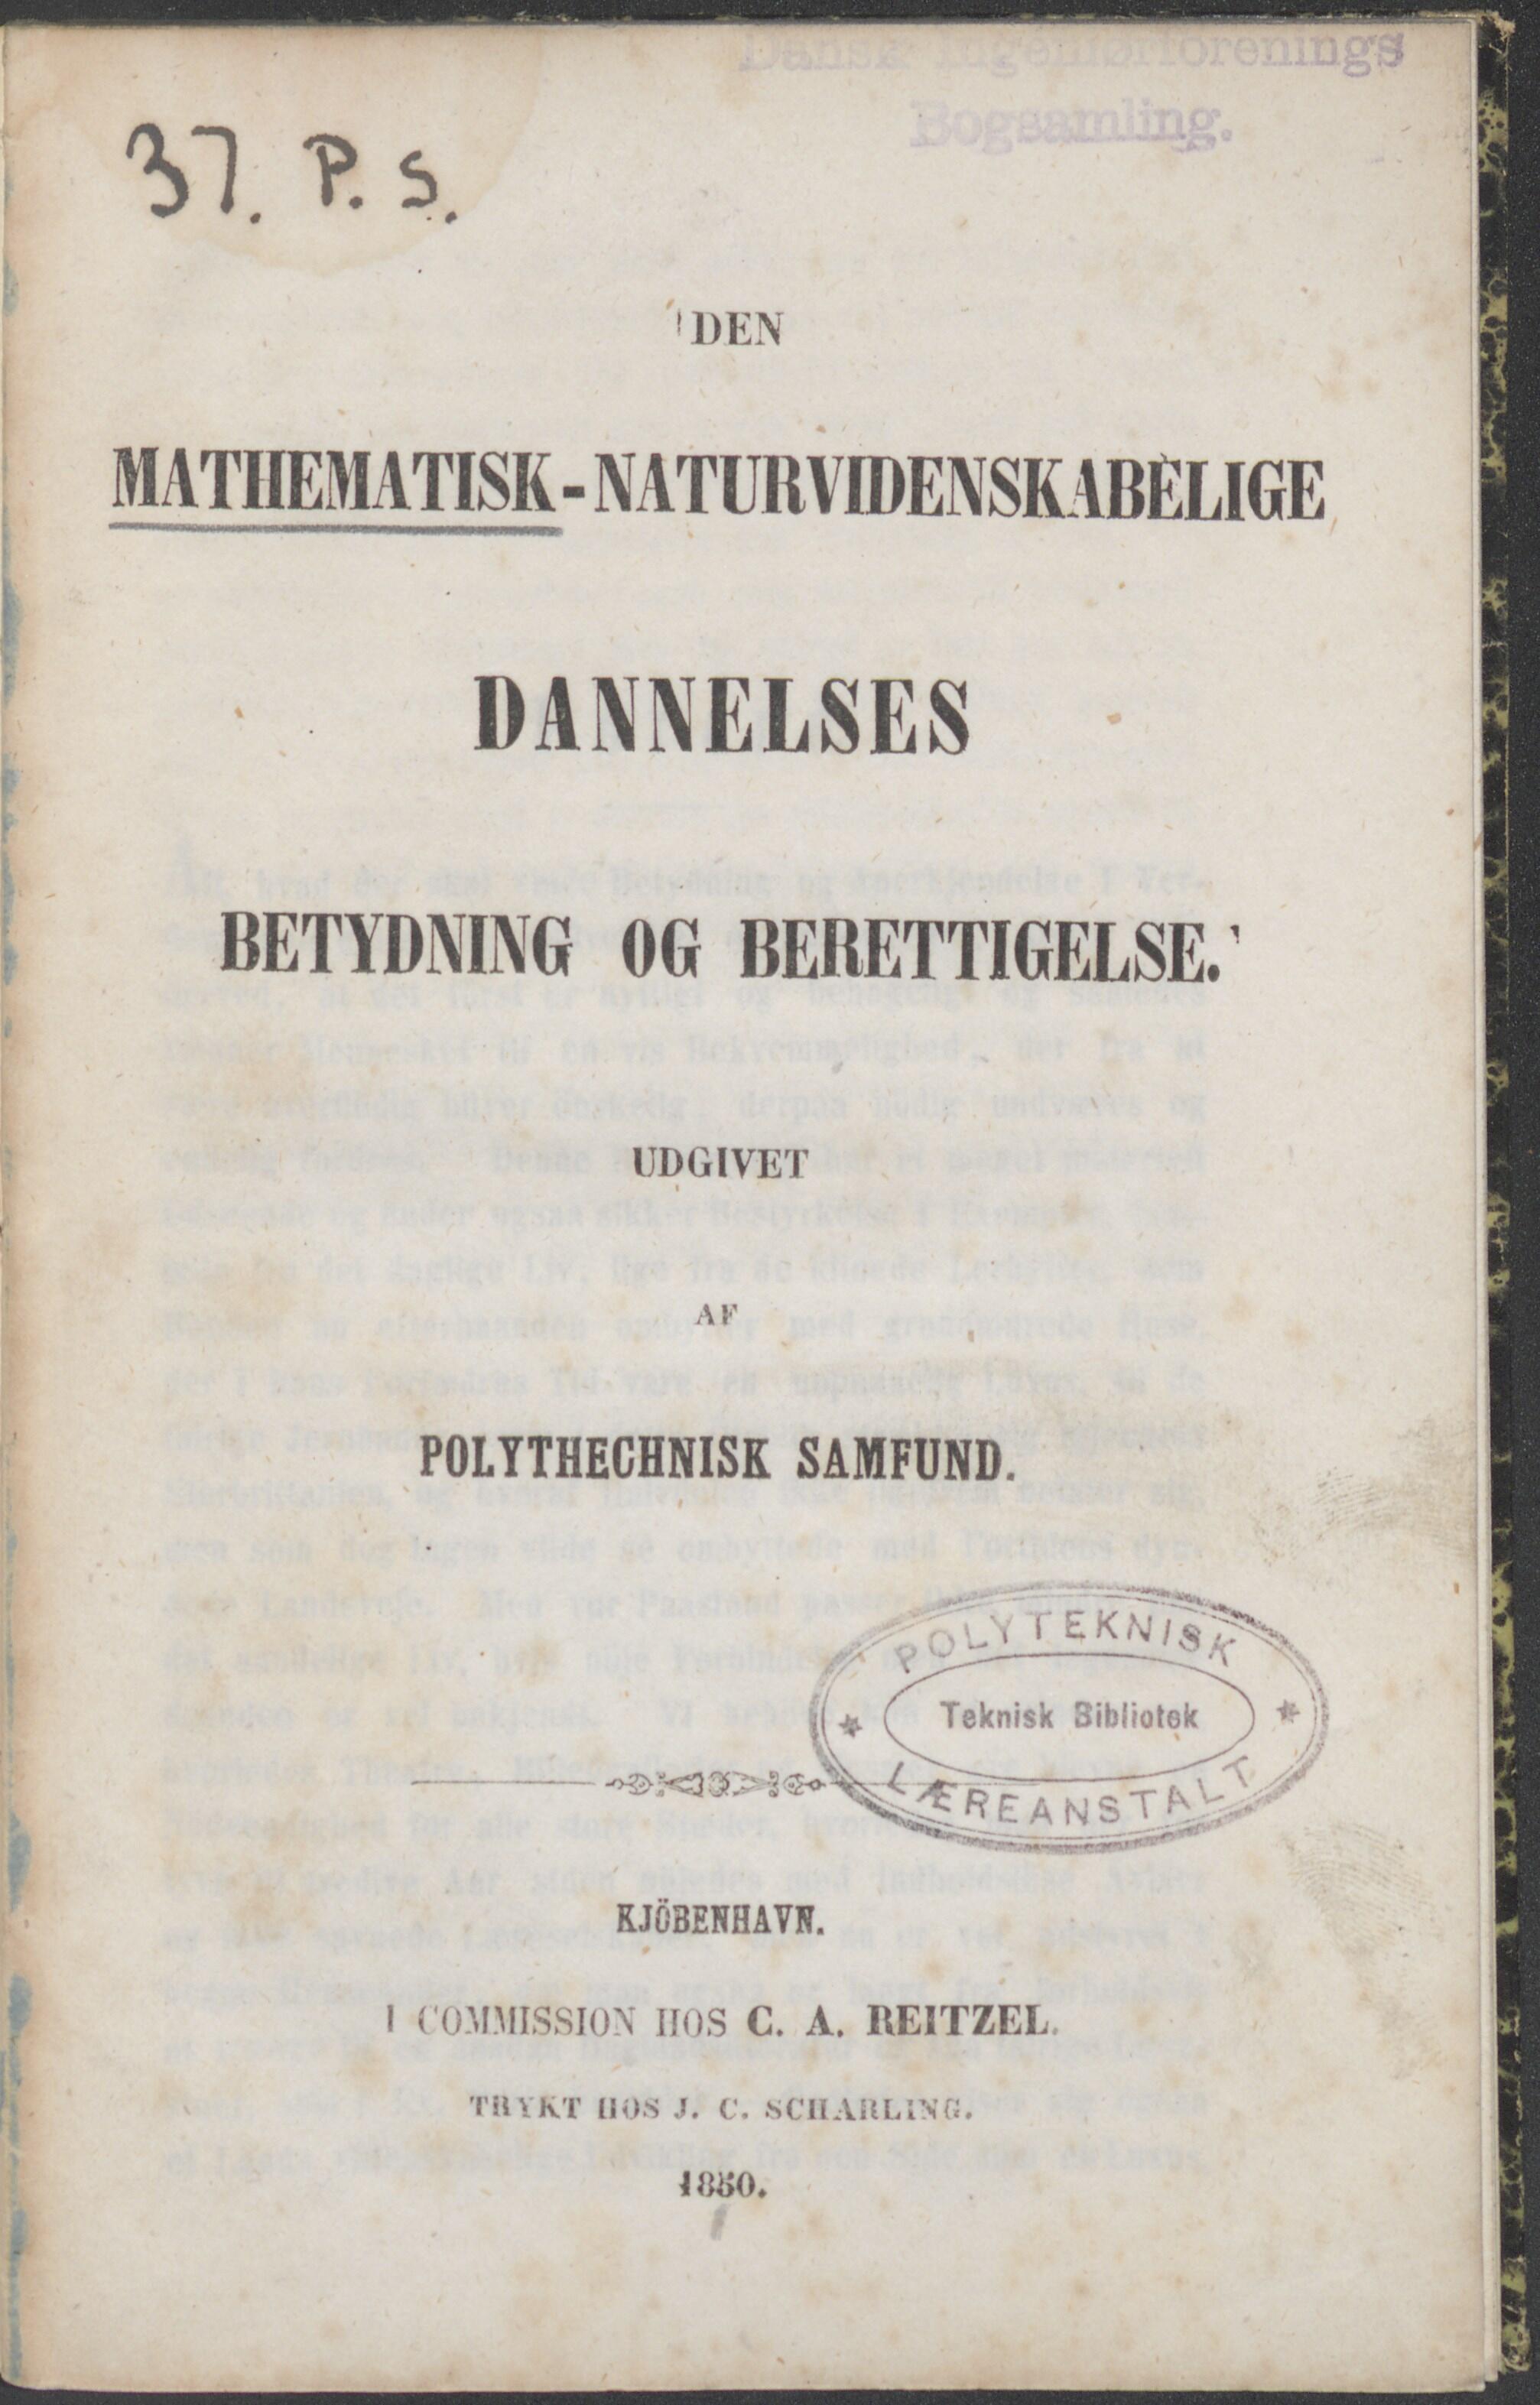 Dansk Ingeniørforenings
Bogsamling.
37. P. S.
DEN
MATHEMATISK-NATURVIDENSKABELIGE
DANNELSES
BETYDNING OG BERETTIGELSE.
UDGIVET
AF
POLYTHECHNISK SAMFUND.
POLYTEKNISK
Teknisk Bibliotek
LÆREANSTALT
KJÖBENHAVN.
I COMMISSION HOS C. A. REITZEL.
TRYKT HOS J. C. SCHARLING.
1850.